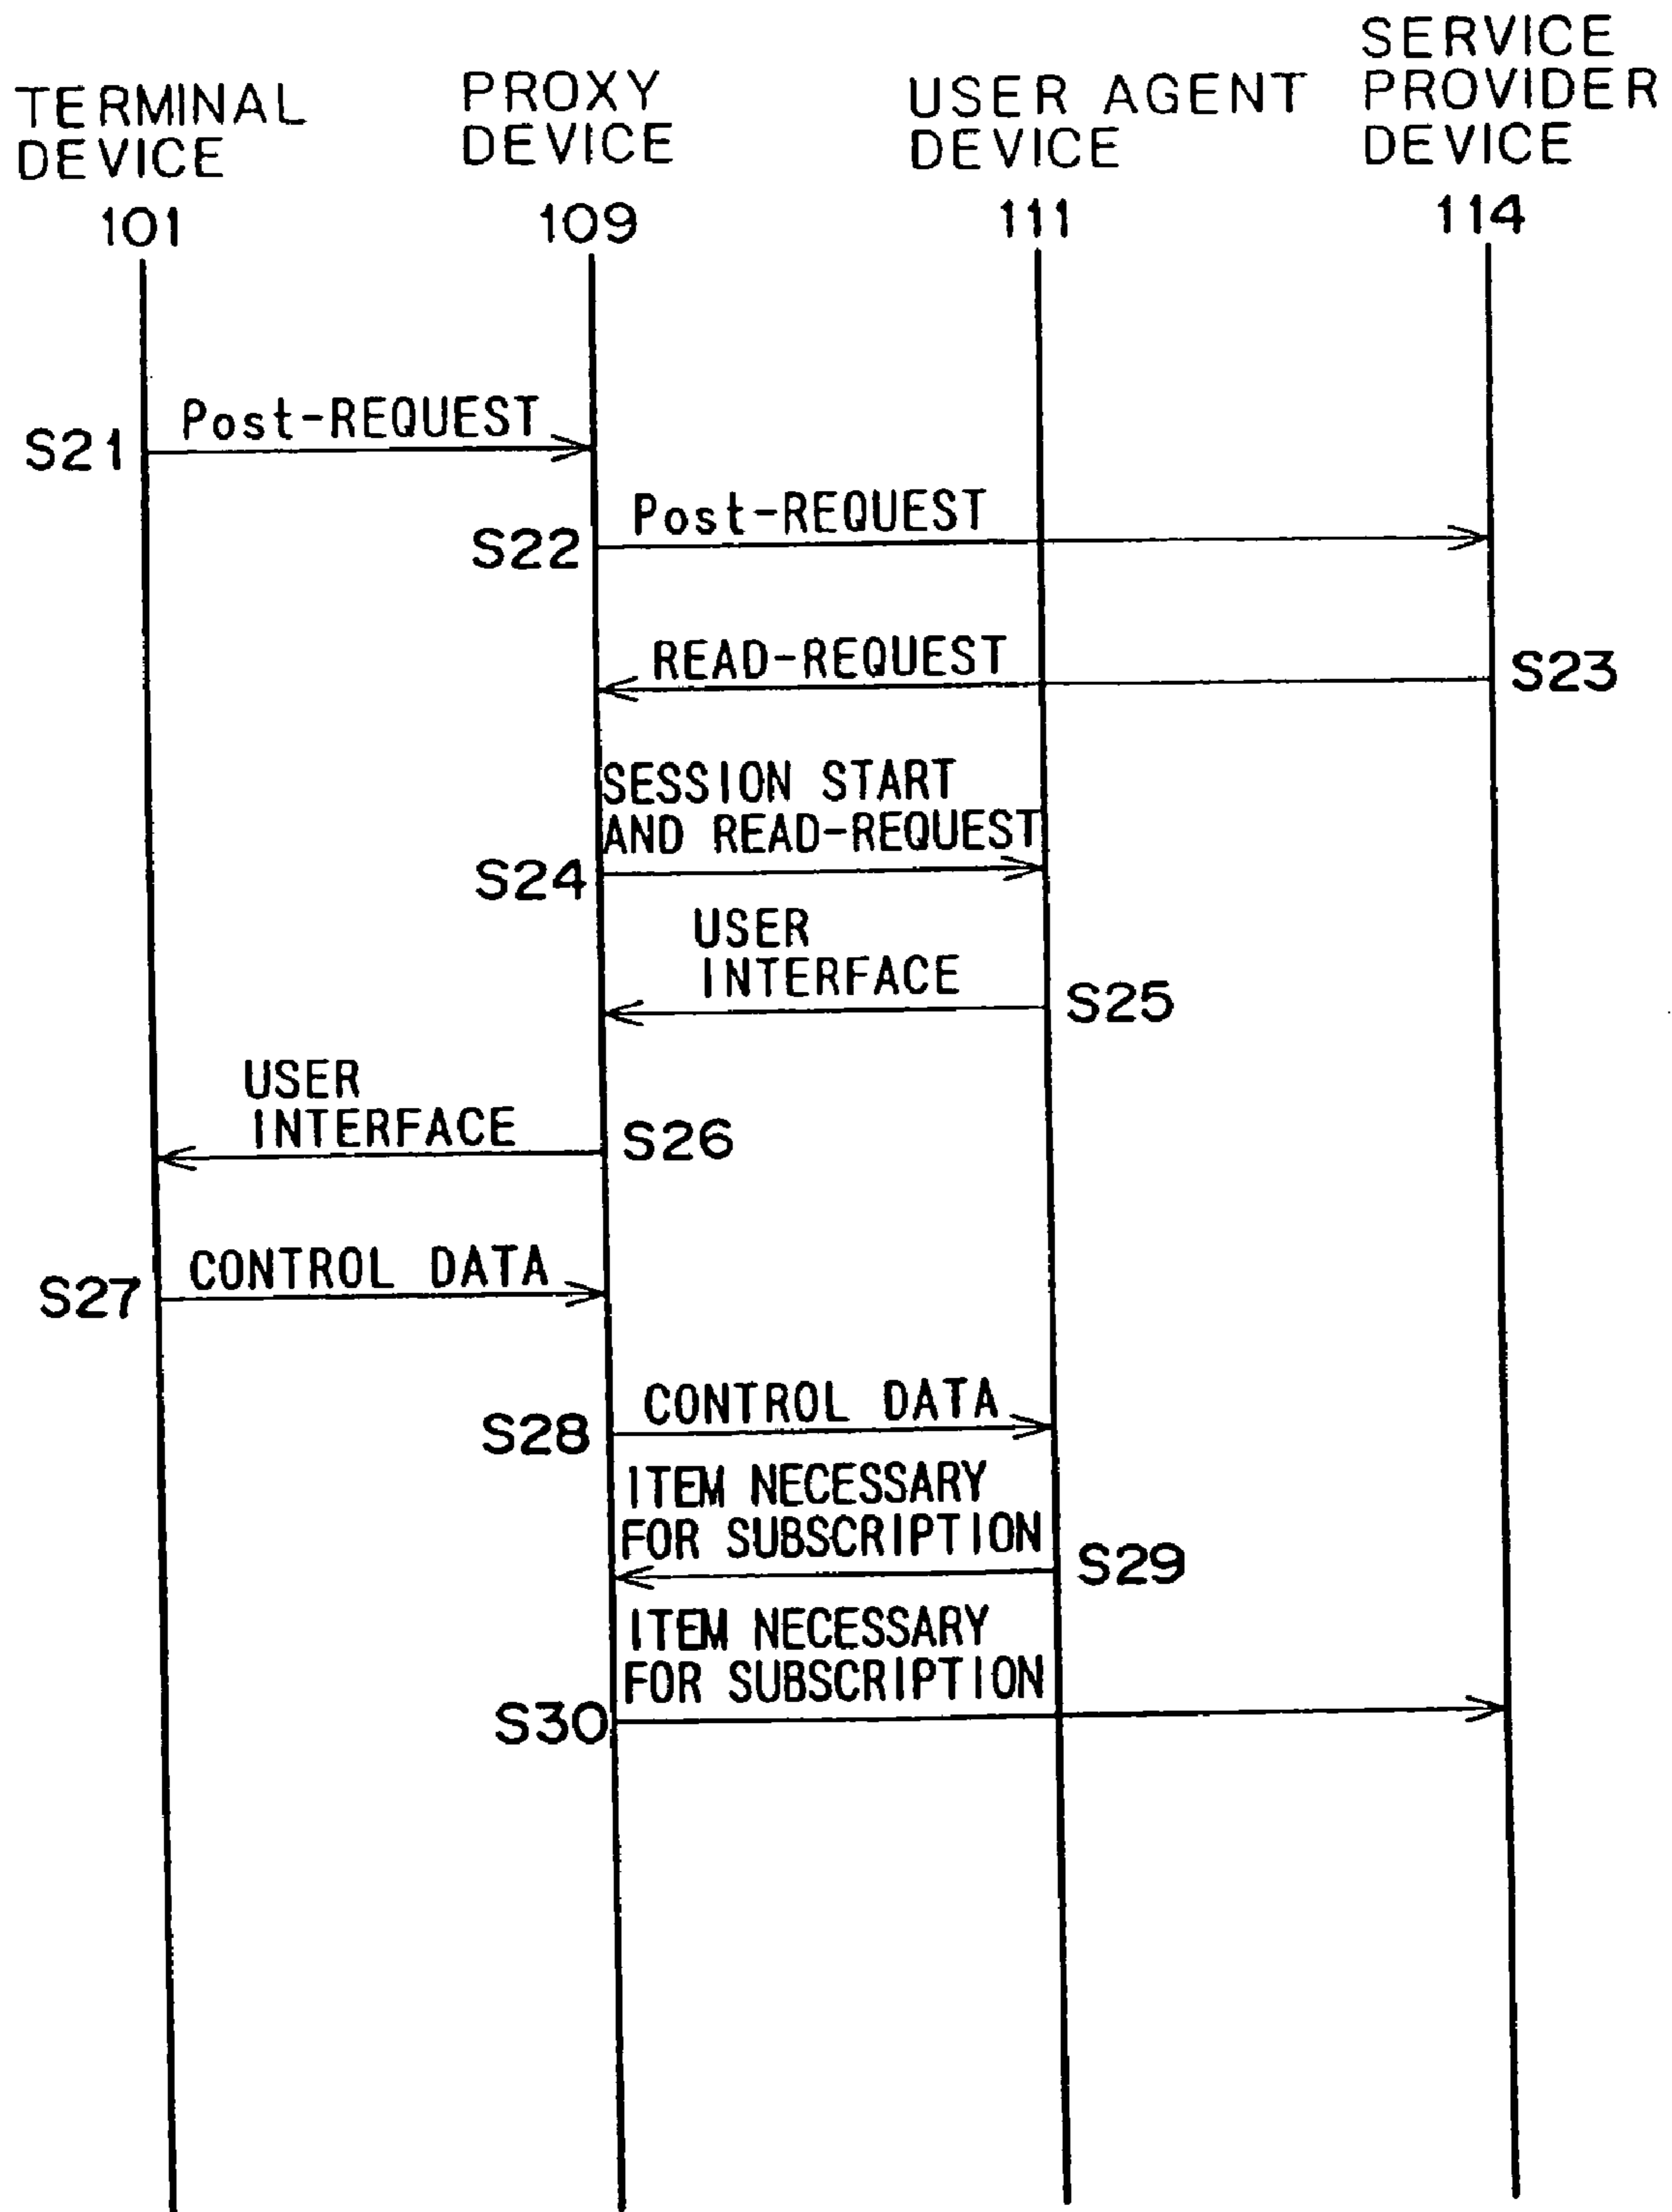 TERMINAL
DEVICE
101
PROXY
DEVICE
109
USER AGENT
DEVICE
111
SERVICE
PROVIDER
DEVICE
114
S21
Post-REQUEST
S22
Post-REQUEST
READ-REQUEST
S23
SESSION START
AND READ-REQUEST
S24
USER
INTERFACE
S25
USER
INTERFACE
S26
S27
CONTROL DATA
S28
CONTROL DATA
ITEM NECESSARY
FOR SUBSCRIPTION
S29
ITEM NECESSARY
FOR SUBSCRIPTION
S30